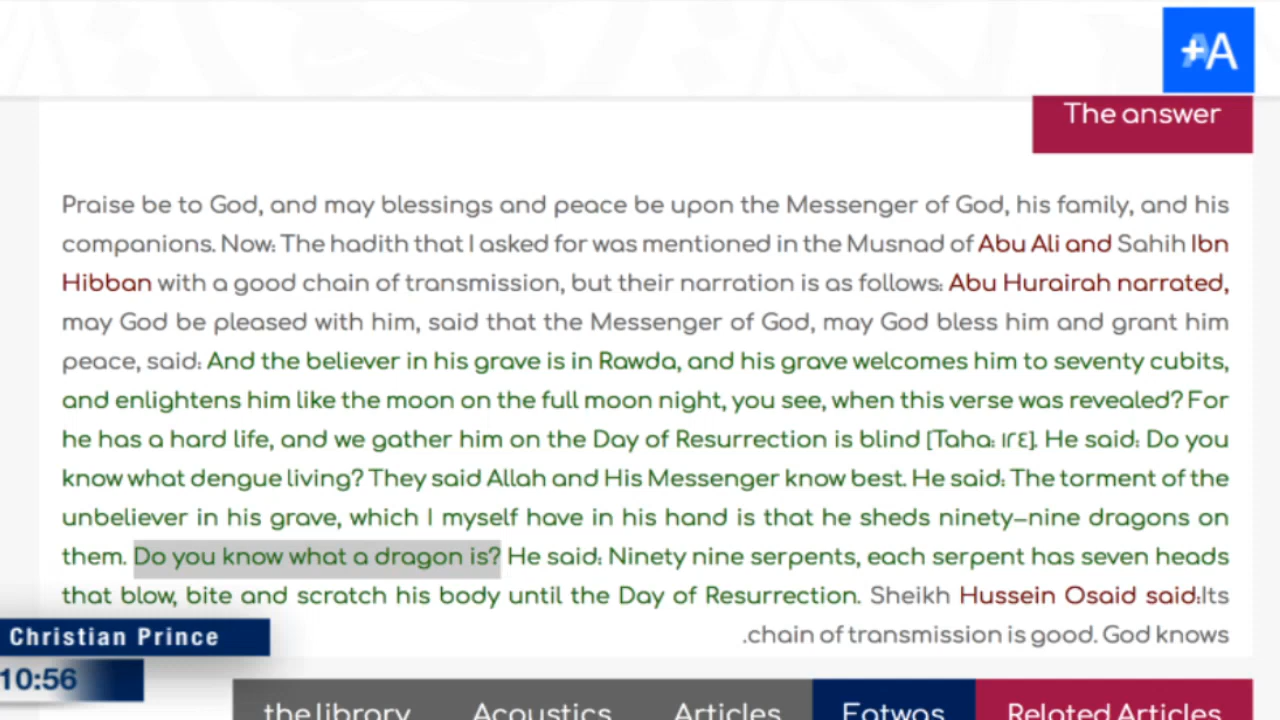 +A
The answer
Praise be to God, and may blessings and peace be upon the Messenger of God, his family, and his
companions. Now: The hadith that I asked for was mentioned in the Musnad of Abu Ali and Sahih Ibn
Hibban with a good chain of transmission, but their narration is as follows: Abu Hurairah narrated,
may God be pleased with him, said that the Messenger of God, may God bless him and grant him
peace, said: And the believer in his grave is in Rawda, and his grave welcomes him to seventy cubits,
and enlightens him like the moon on the full moon night, you see, when this verse was revealed? For
he has a hard life, and we gather him on the Day of Resurrection is blind [Taha: ١٢٤]. He said: Do you
know what dengue living? They said Allah and His Messenger know best. He said: The torment of the
unbeliever in his grave, which I myself have in his hand is that he sheds ninety-nine dragons on
them. Do you know what a dragon is? He said: Ninety nine serpents, each serpent has seven heads
that blow, bite and scratch his body until the Day of Resurrection. Sheikh Hussein Osaid said:Its
.chain of transmission is good. God knows
Christian Prince
10:56
the library Acoustics Articles Fatwas Related Articles